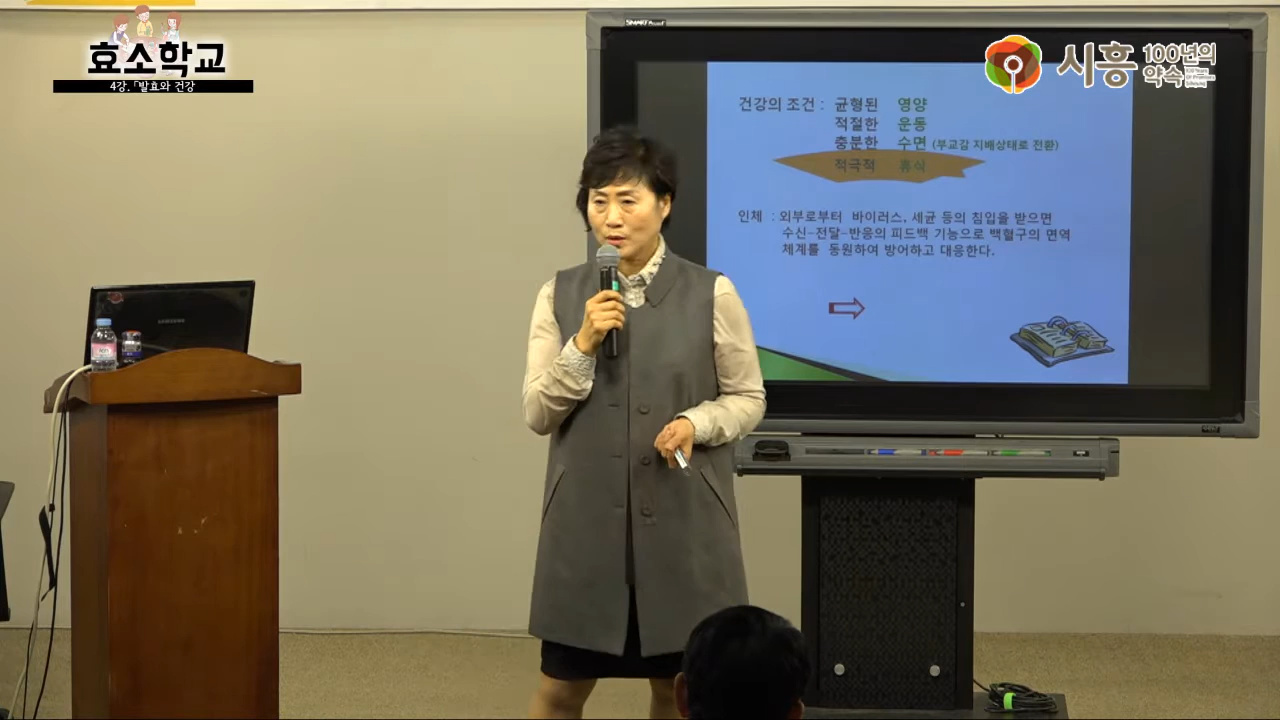 효소학교
4강. 「발효와 건강
SMART
시흥
100년의
약속
건강의 조건 : 균형된 영양
적절한 운동
충분한 수면 (부교감 지배상태로 전환)
적극적 휴식
인체 : 외부로부터 바이러스, 세균 등의 침입을 받으면
수신-전달-반응의 피드백 기능으로 백혈구의 면역
체계를 동원하여 방어하고 대응한다.
SAMSUNG